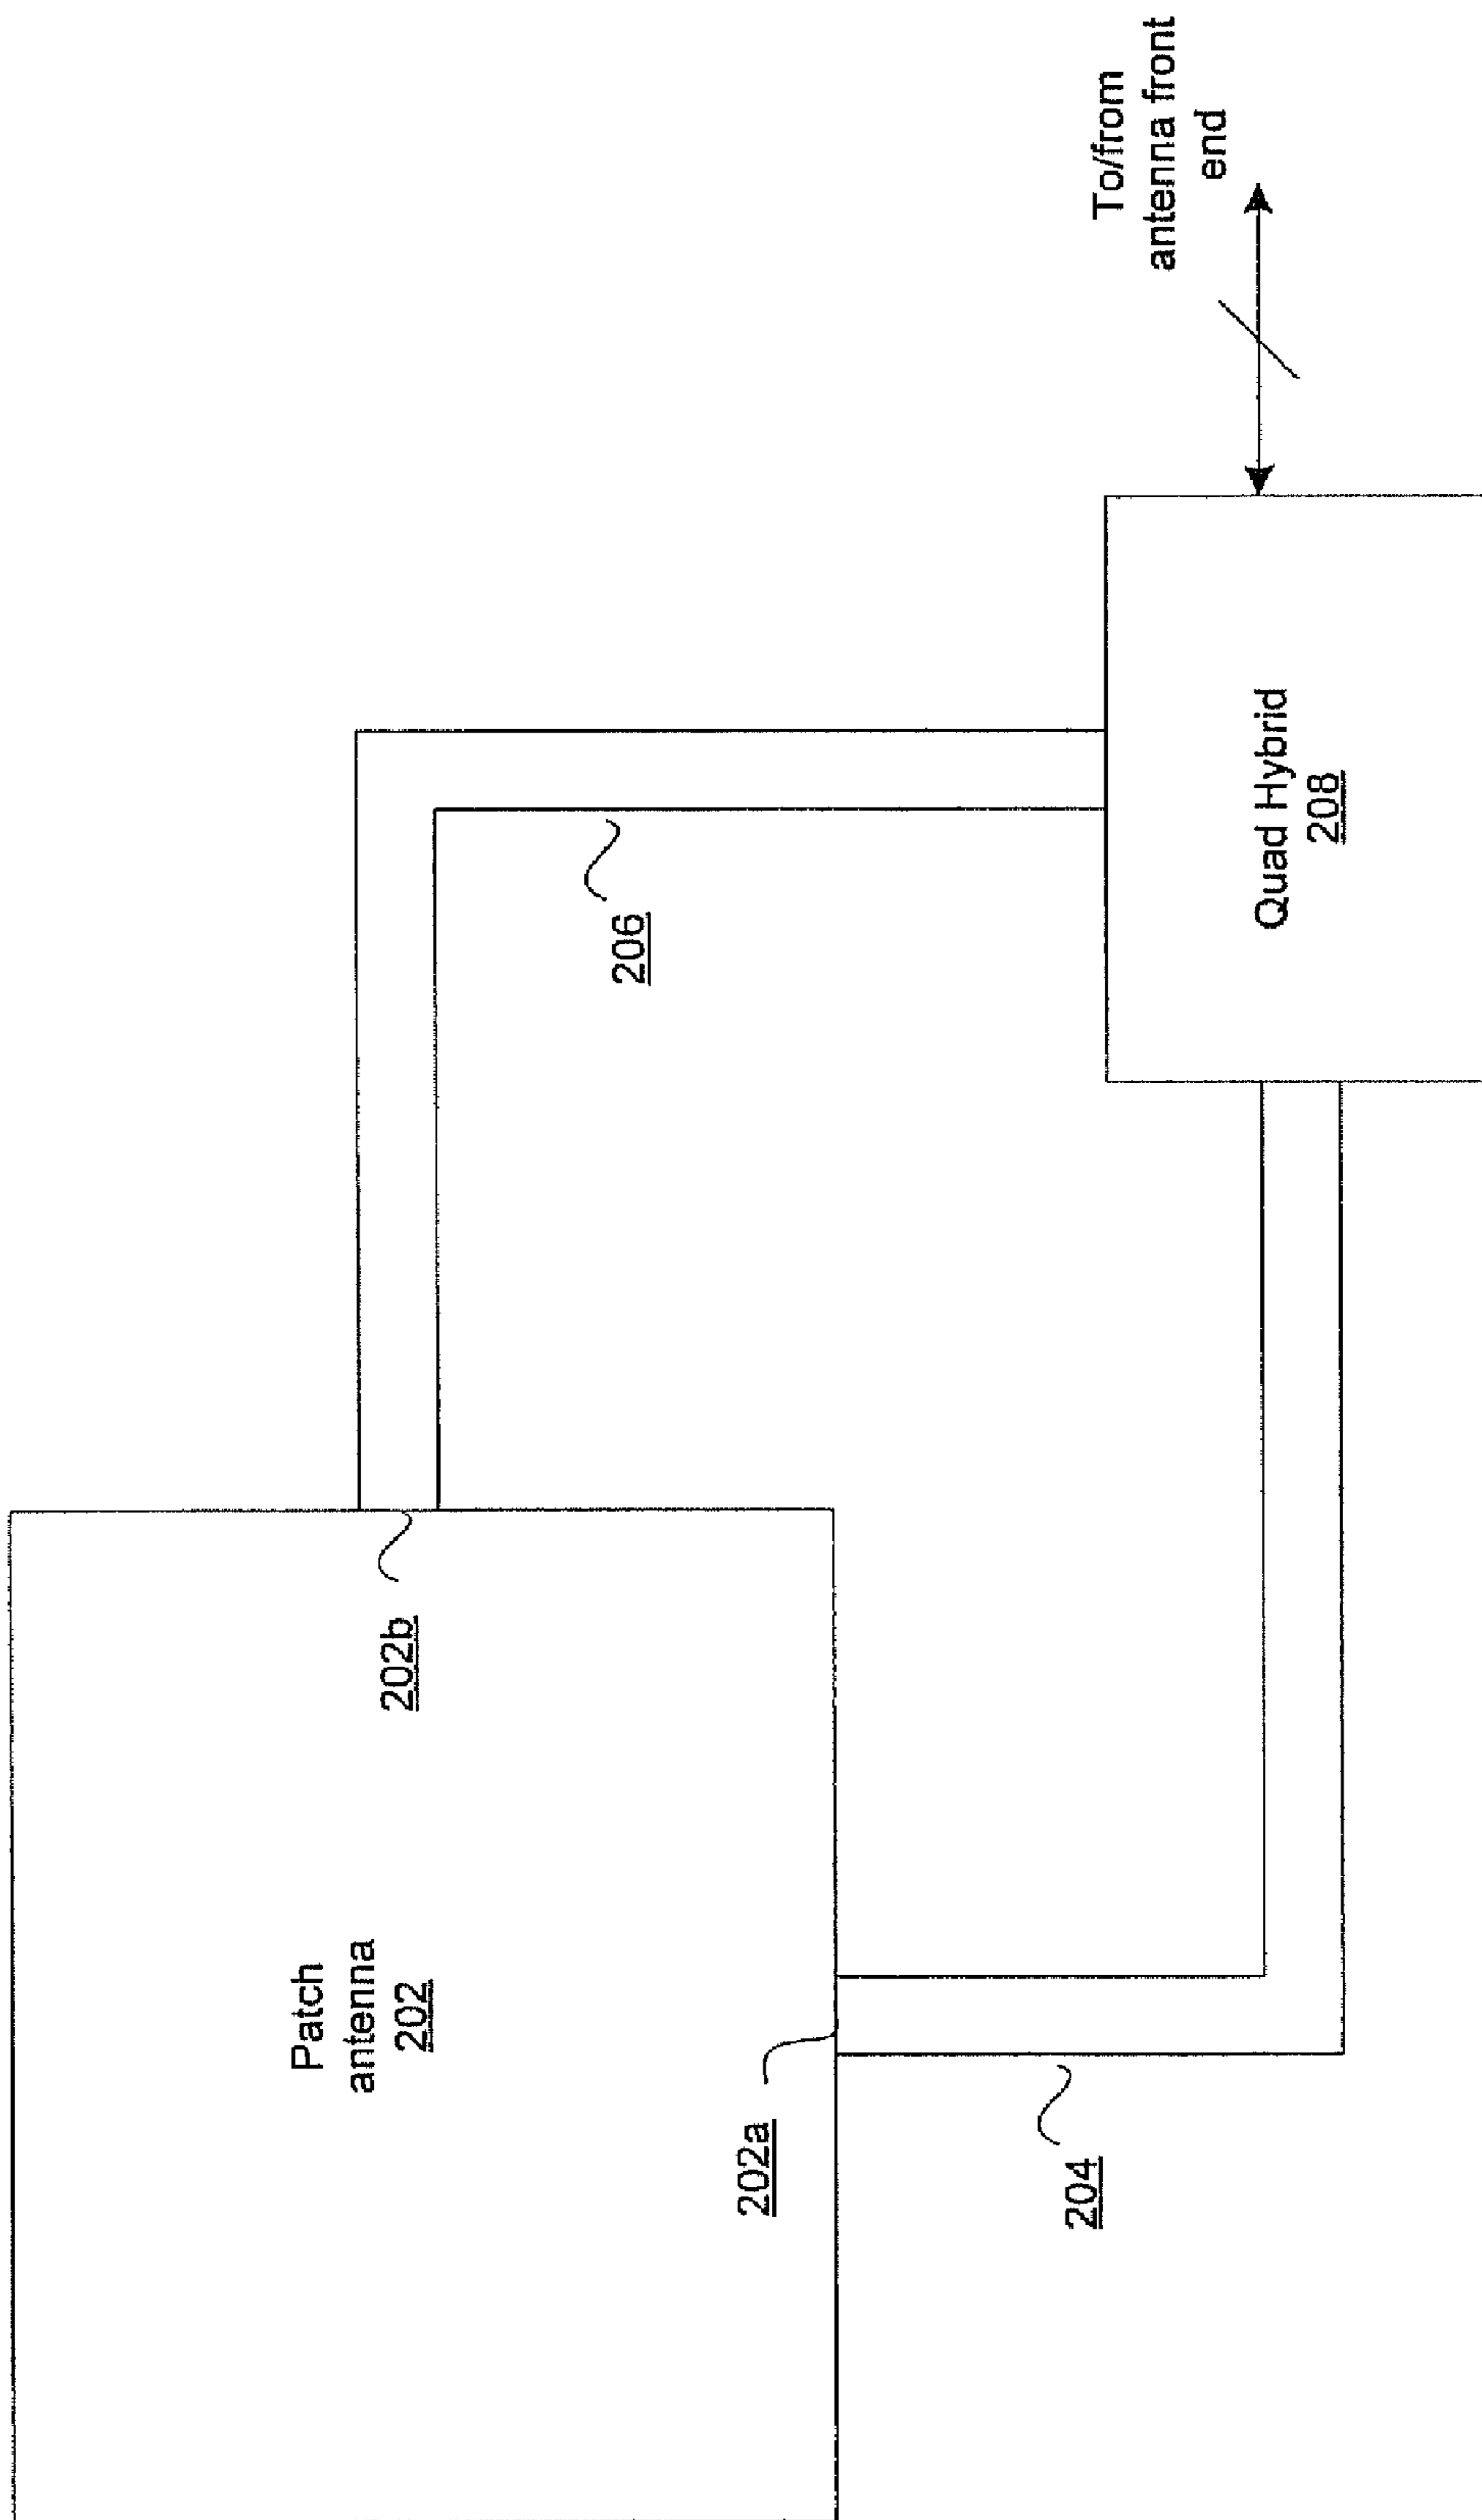 Patch
antenna
202
202b
202a
204
206
Quad Hybrid
208
To/from
antenna front
end